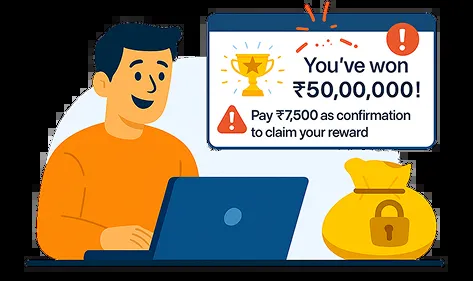 You’ve won
₹50,00,000!
Pay ₹7,500 as confirmation
to claim your reward